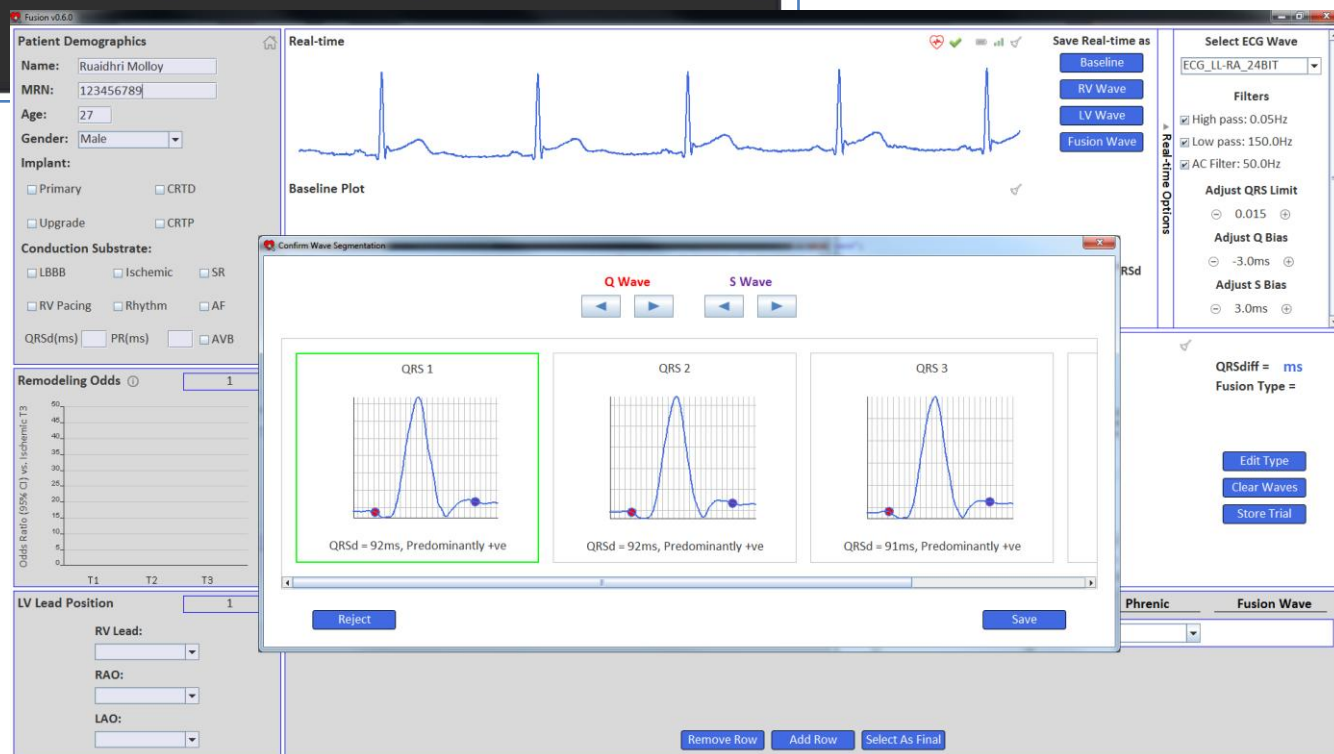 Fusion v0.6.0
Patient Demographics
Name: Ruaidhri Molloy
MRN: 123456789
Age: 27
Gender: Male
Implant:
Primary CRTD
Upgrade CRTP
Conduction Substrate:
LBBB Ischemic SR
RV Pacing Rhythm AF
QRSd(ms) PR(ms) AVB
Real-time
Save Real-time as
Baseline
RV Wave
LV Wave
Fusion Wave
Baseline Plot
RSd
Real-time Options
Select ECG Wave
ECG_LL-RA_24BIT
Filters
High pass: 0.05Hz
Low pass: 150.0Hz
AC Filter: 50.0Hz
Adjust QRS Limit
0.015
Adjust Q Bias
-3.0ms
Adjust S Bias
3.0ms
Confirm Wave Segmentation
Q Wave S Wave
QRS 1
QRSd = 92ms, Predominantly +ve
QRS 2
QRSd = 92ms, Predominantly +ve
QRS 3
QRSd = 91ms, Predominantly +ve
Reject Save
QRSdiff = ms
Fusion Type =
Edit Type
Clear Waves
Store Trial
Remodeling Odds 1
Odds Ratio (95% CI) vs. Ischemic T3
50
45
40
35
30
25
20
15
10
5
0
T1 T2 T3
LV Lead Position 1
RV Lead:
RAO:
LAO:
Phrenic Fusion Wave
Remove Row Add Row Select As Final